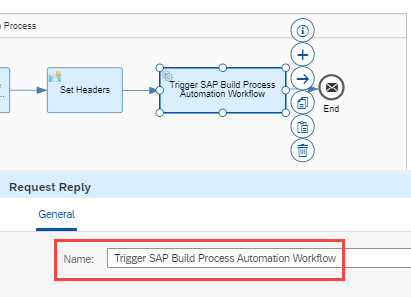 Process
Set Headers
Trigger SAP Build Process
Automation Workflow
End
Request Reply
General
Name:
Trigger SAP Build Process Automation Workflow